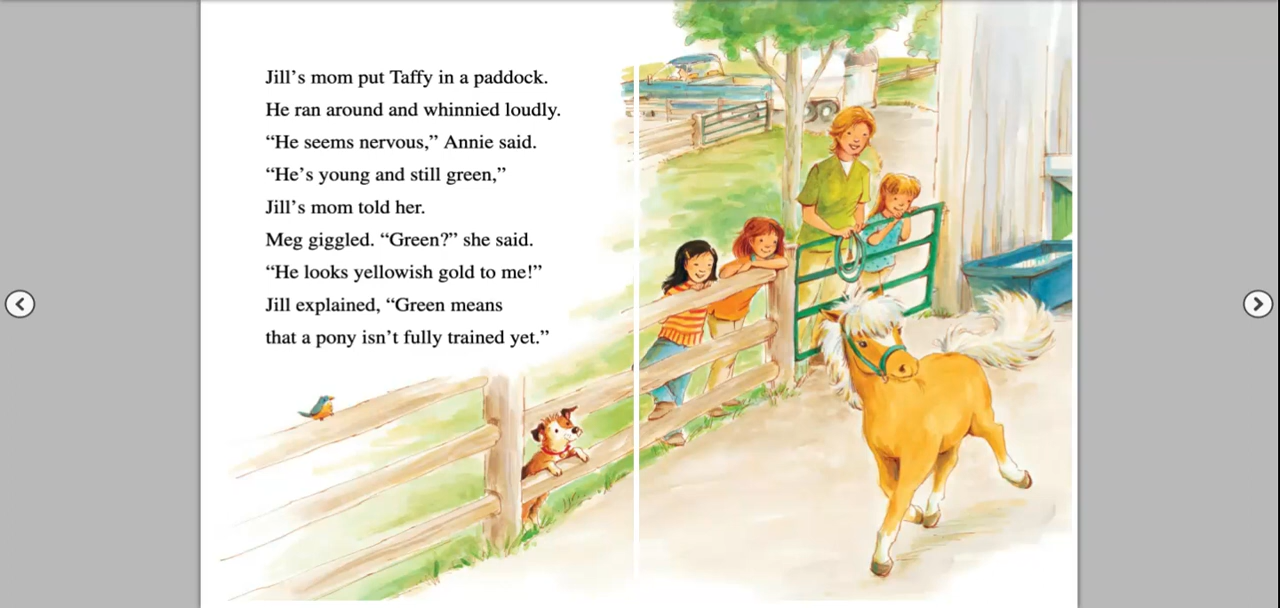 Jill’s mom put Taffy in a paddock.
He ran around and whinnied loudly.
“He seems nervous,” Annie said.
“He’s young and still green,”
Jill’s mom told her.
Meg giggled. “Green?” she said.
“He looks yellowish gold to me!”
Jill explained, “Green means
that a pony isn’t fully trained yet.”